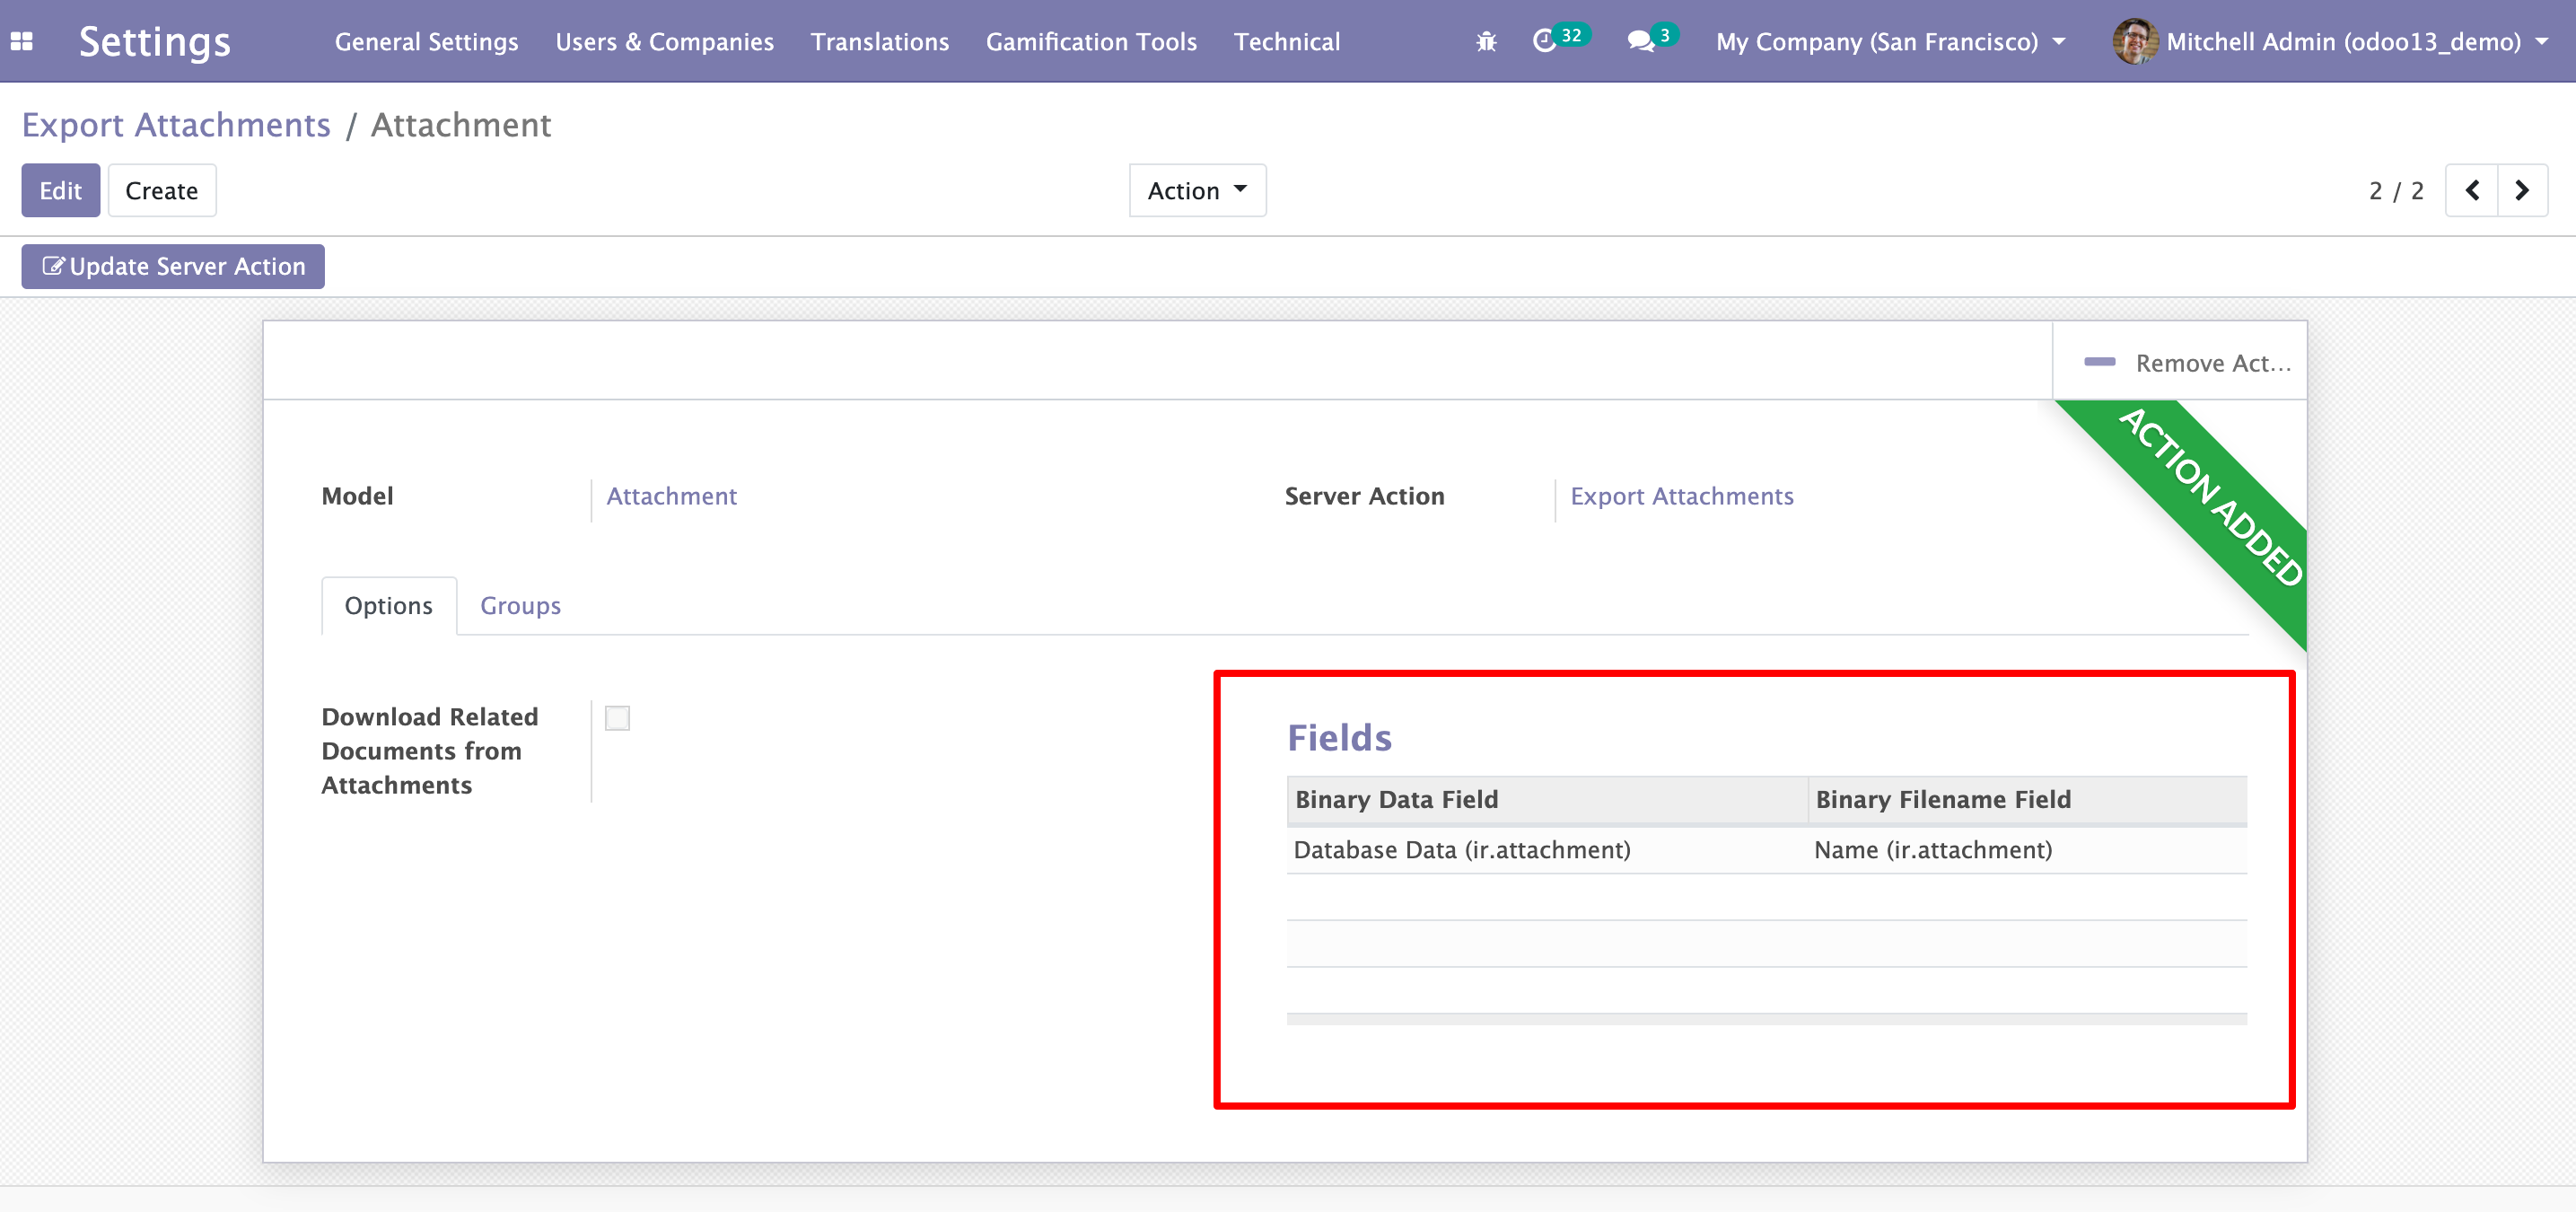 Settings General Settings Users & Companies Translations Gamification Tools Technical 32 3 My Company (San Francisco) Mitchell Admin (odoo13_demo)
Export Attachments / Attachment
Edit Create Action 2 / 2
Update Server Action
Remove Act...
ACTION ADDED
Model Attachment Server Action Export Attachments
Options Groups
Download Related
Documents from
Attachments
Fields
Binary Data Field Binary Filename Field
Database Data (ir.attachment) Name (ir.attachment)